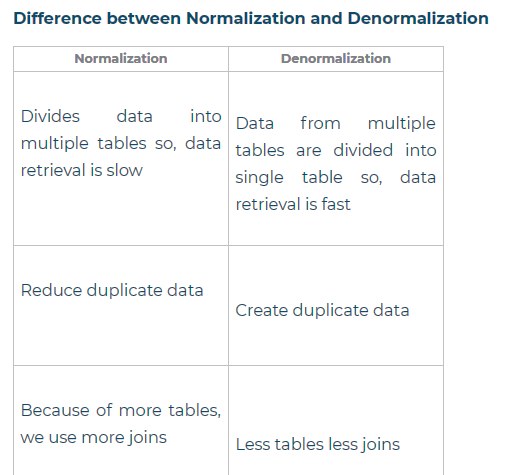 Difference between Normalization and Denormalization
Normalization
Denormalization
Divides data into
multiple tables so, data
retrieval is slow
Data from multiple
tables are divided into
single table so, data
retrieval is fast
Reduce duplicate data
Create duplicate data
Because of more tables,
we use more joins
Less tables less joins